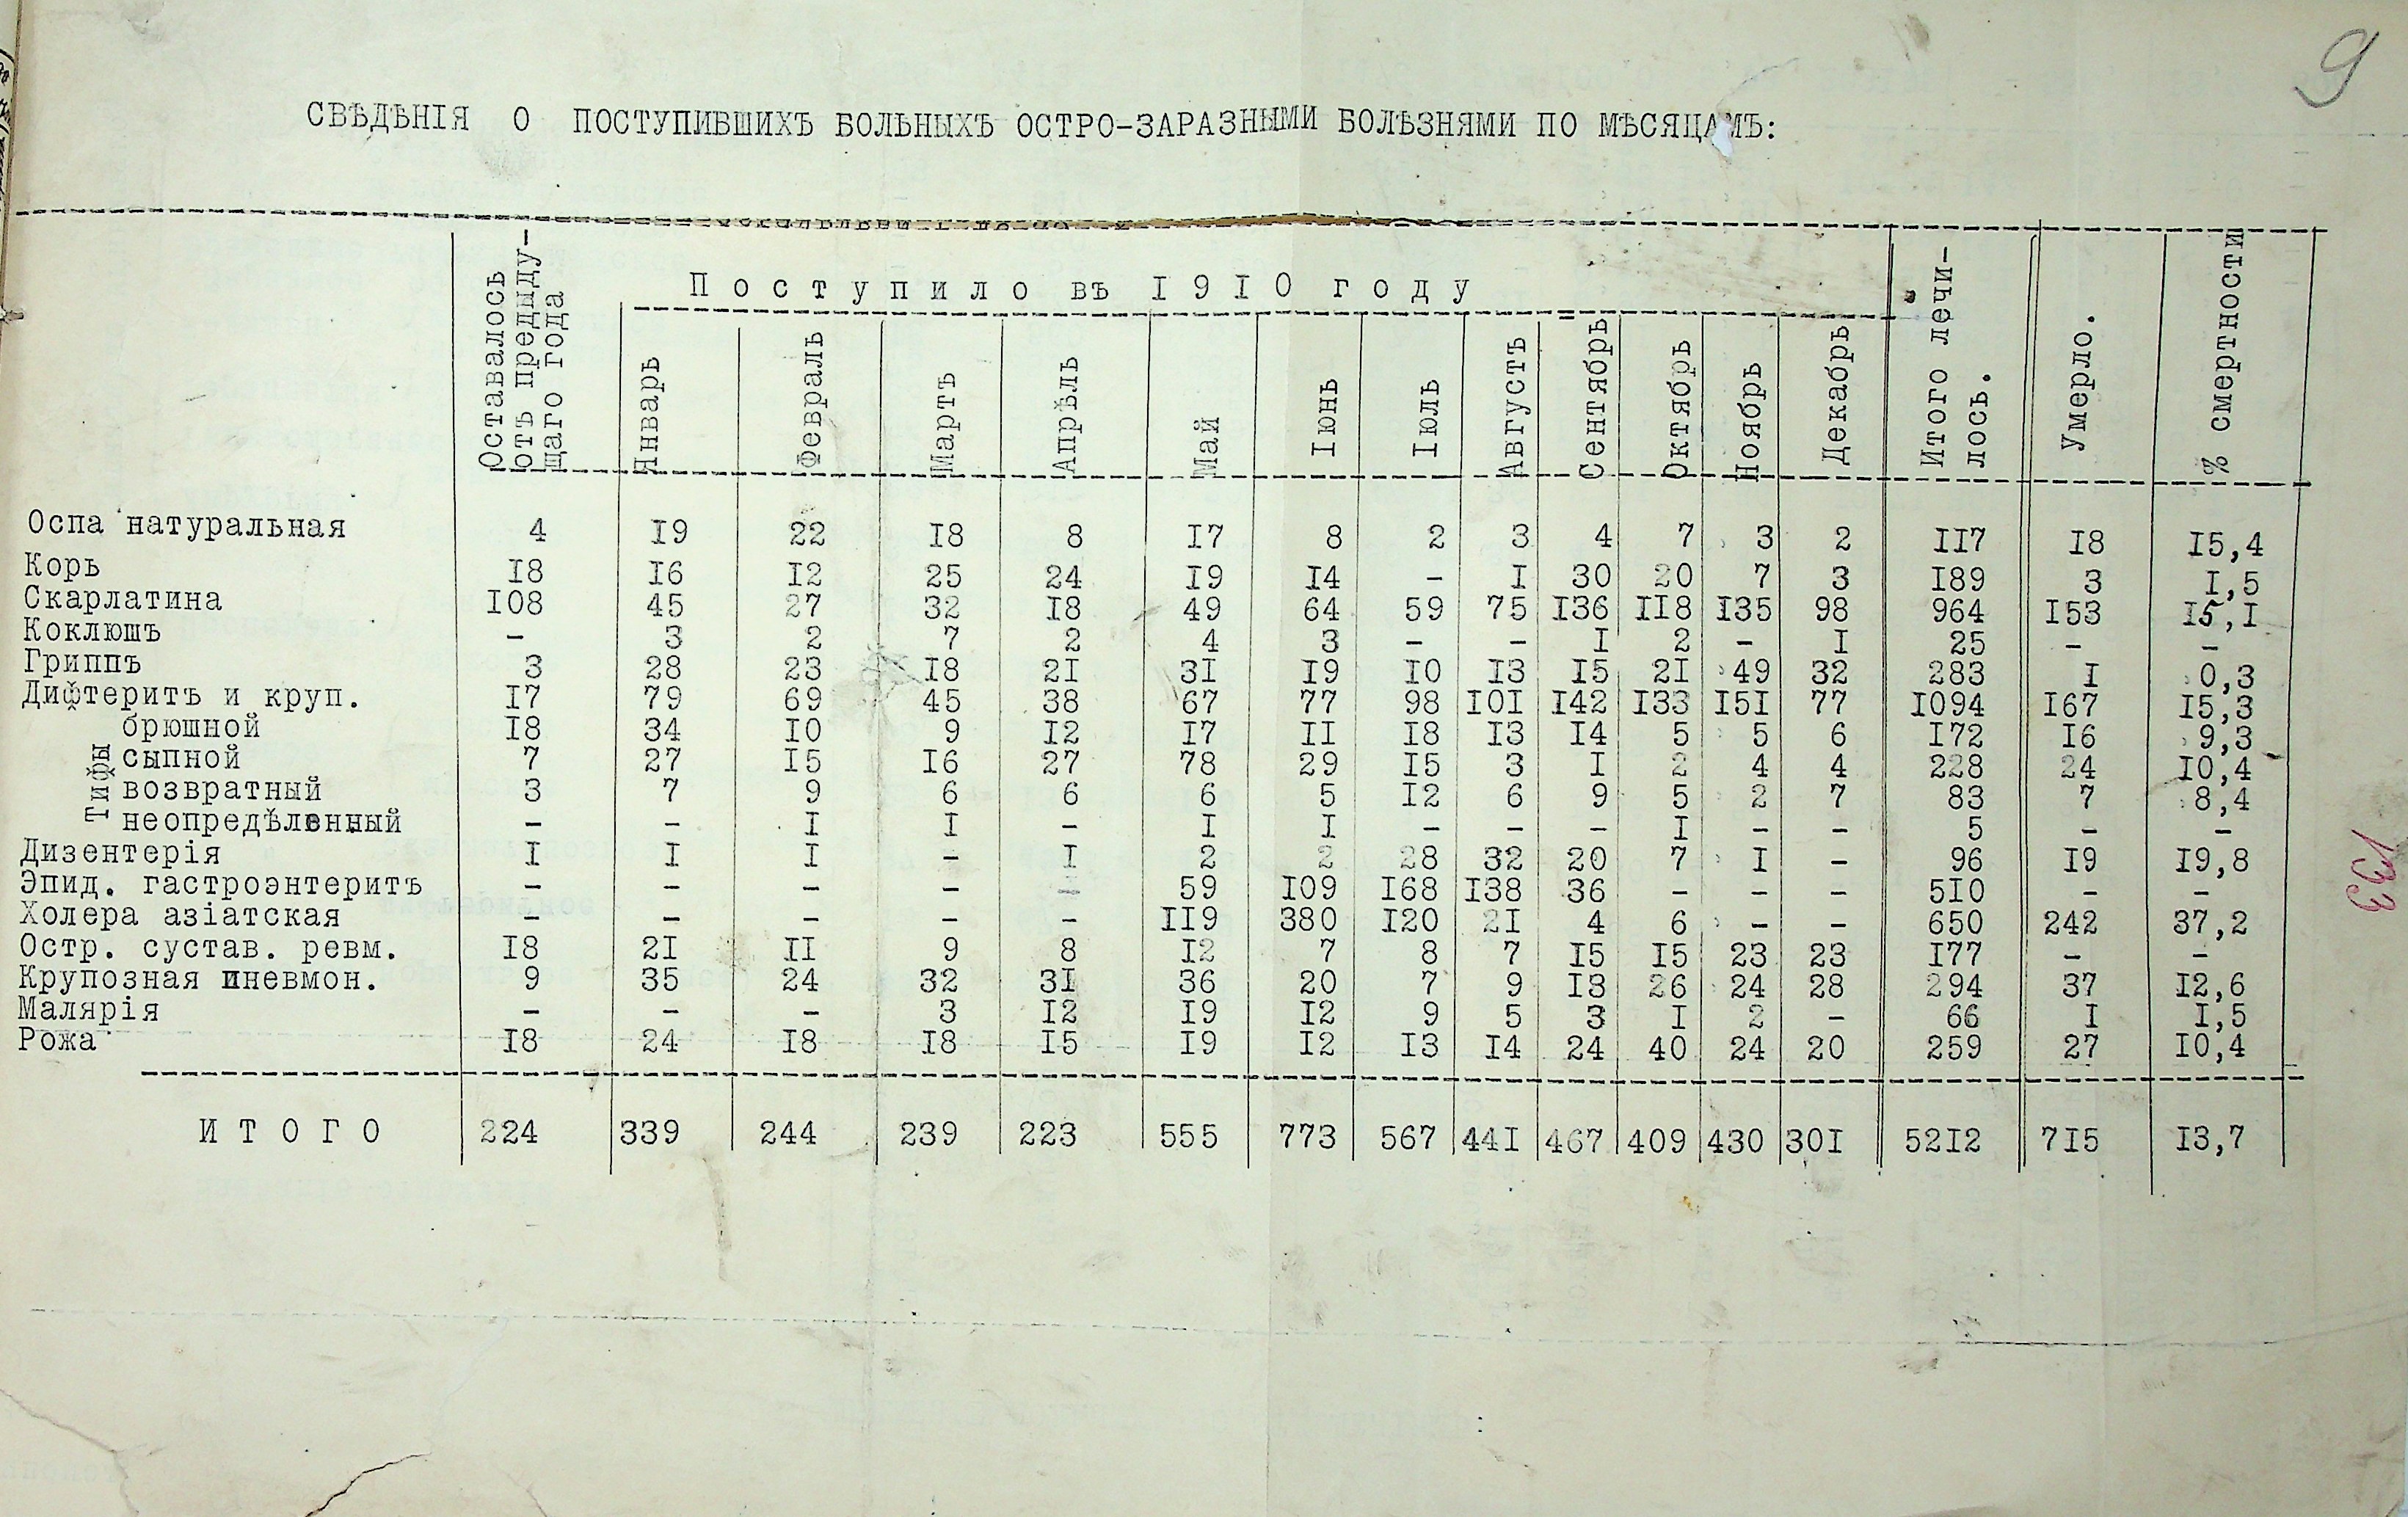 9
СВѢДѢНІЯ О ПОСТУПИВШИХЪ БОЛЬНЫХЪ ОСТРО-ЗАРАЗНЫМИ БОЛѢЗНЯМИ ПО МѢСЯЦАМЪ:
Оставалось
отъ предыду-
щаго года
Поступило въ 1910 году
Январь
Февраль
Мартъ
Апрѣль
Май
Іюнь
Іюль
Августъ
Сентябрь
Октябрь
Ноябрь
Декабрь
Итого лечи-
лось.
Умерло.
% смертности
Оспа натуральная 4 19 22 18 8 17 8 2 3 4 7 3 2 117 18 15,4
Корь 18 16 12 25 24 19 14 - 1 30 20 7 3 189 3 1,5
Скарлатина 108 45 27 32 18 49 64 59 75 136 118 135 98 964 153 15,1
Коклюшъ - 3 2 7 2 4 3 - - 1 2 - 1 25 - -
Гриппъ 3 28 23 18 21 31 19 10 13 15 21 49 32 283 1 0,3
Дифтеритъ и круп. 17 79 69 45 38 67 77 98 101 142 133 151 77 1094 167 15,3
Тифы
брюшной 18 34 10 9 12 17 11 18 13 14 5 5 6 172 16 9,3
сыпной 7 27 15 16 27 78 29 15 3 1 2 4 4 228 24 10,4
возвратный 3 7 9 6 6 6 5 12 6 9 5 2 7 83 7 8,4
неопредѣленный - - 1 1 - 1 1 - - - 1 - - 5 - -
Дизентерія 1 1 1 - 1 2 2 28 32 20 7 1 - 96 19 19,8
Эпид. гастроэнтеритъ - - - - - 59 109 168 138 36 - - - 510 - -
Холера азіатская - - - - - 119 380 120 21 4 6 - - 650 242 37,2
Остр. сустав. ревм. 18 21 11 9 8 12 7 8 7 15 15 23 23 177 - -
Крупозная пневмон. 9 35 24 32 31 36 20 7 9 13 26 24 28 294 37 12,6
Малярія - - - 3 12 19 12 9 5 3 1 2 - 66 1 1,5
Рожа 18 24 18 18 15 19 12 13 14 24 40 24 20 259 27 10,4
ИТОГО 224 339 244 239 223 555 773 567 441 467 409 430 301 5212 715 13,7
133